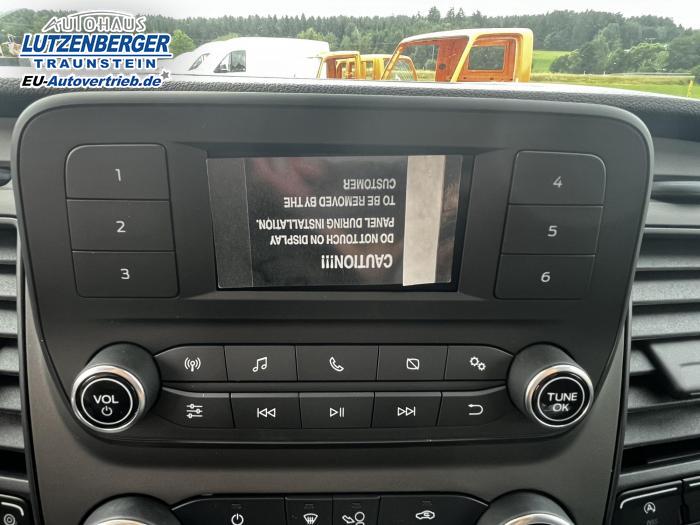 AUTOHAUS
LUTZENBERGER
TRAUNSTEIN
EU-Autovertrieb.de
1
2
3
CAUTION!!!
DO NOT TOUCH ON DISPLAY
PANEL DURING INSTALLATION.
TO BE REMOVED BY THE
CUSTOMER
4
5
6
VOL
TUNE
OK